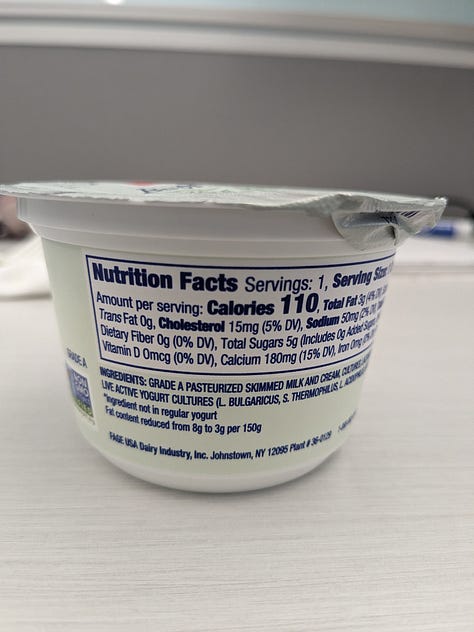 Nutrition Facts Servings: 1, Serving Size:
Amount per serving: Calories 110, Total Fat 3g (4% DV),
Trans Fat 0g, Cholesterol 15mg (5% DV), Sodium 50mg (2%
Dietary Fiber 0g (0% DV), Total Sugars 5g (Includes 0g Added
Vitamin D 0mcg (0% DV), Calcium 180mg (15% DV), Iron 0mg
GRADE A
INGREDIENTS: GRADE A PASTEURIZED SKIMMED MILK AND CREAM,
LIVE ACTIVE YOGURT CULTURES (L. BULGARICUS, S. THERMOPHILUS, L.
*Ingredient not in regular yogurt
Fat content reduced from 8g to 3g per 150g
FAGE USA Dairy Industry, Inc. Johnstown, NY 12095 Plant # 36-0129